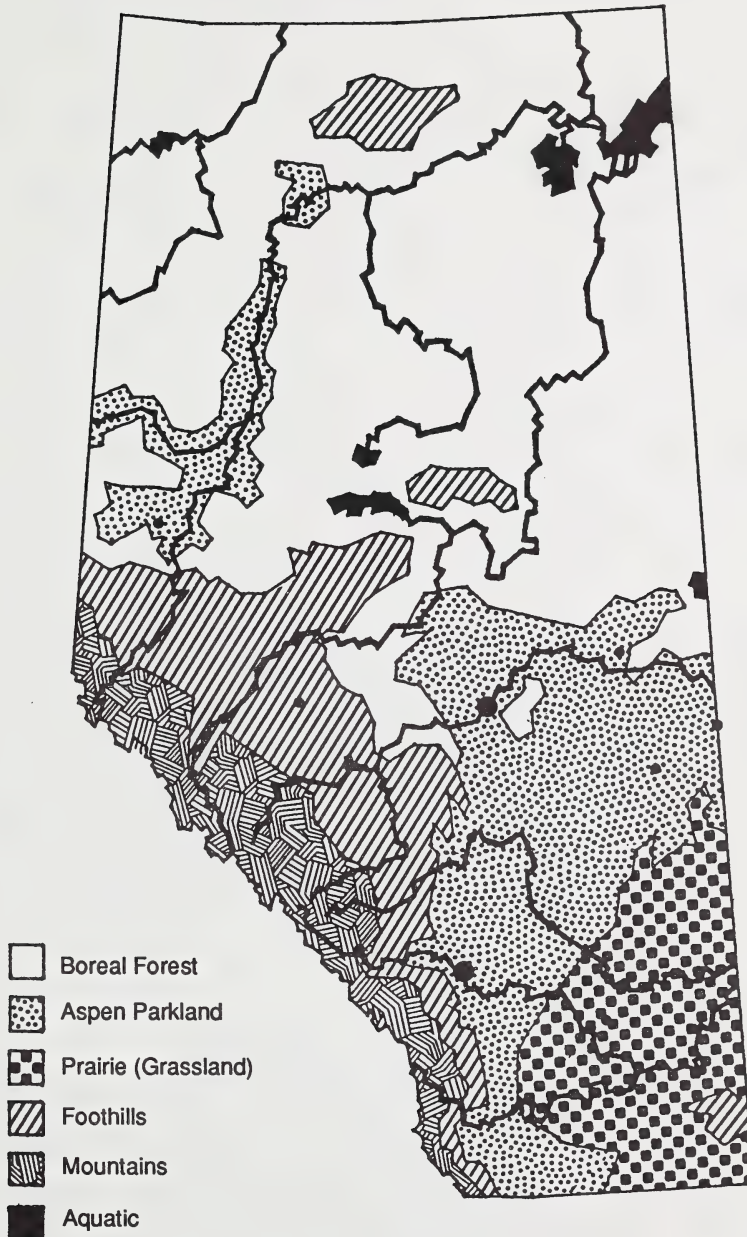 Boreal Forest
Aspen Parkland
Prairie (Grassland)
Foothills
Mountains
Aquatic